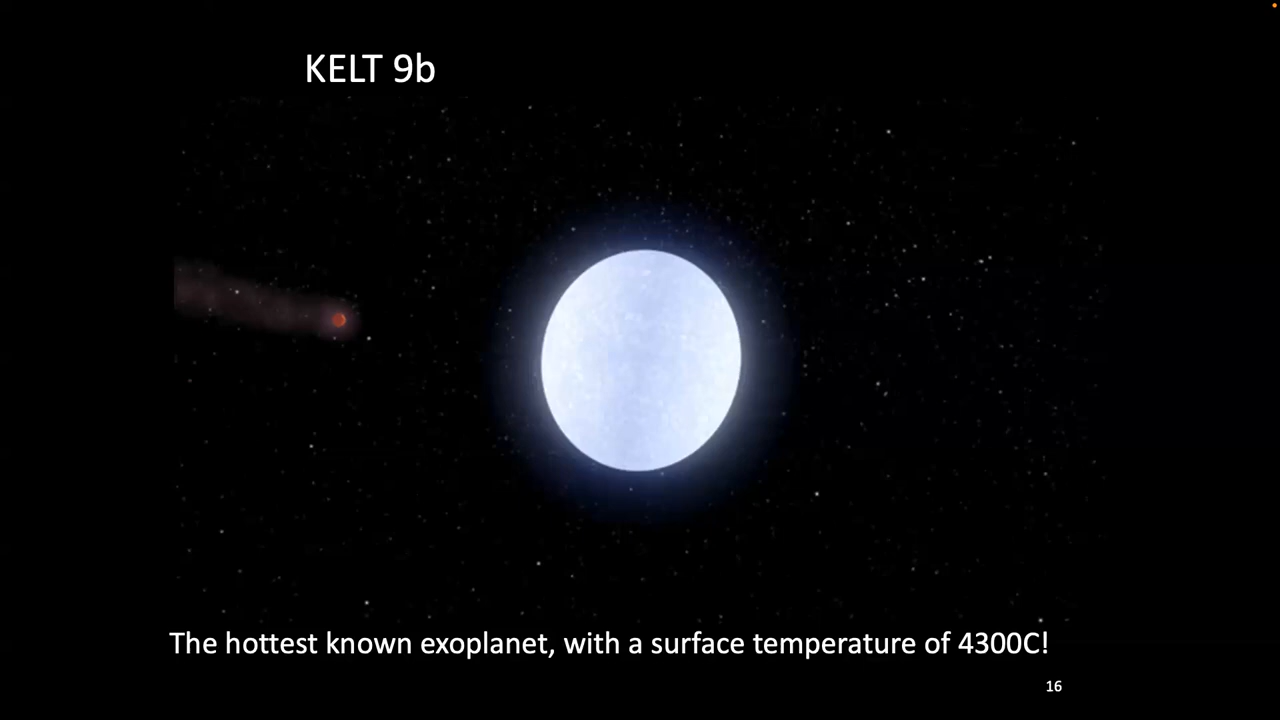 KELT 9b
The hottest known exoplanet, with a surface temperature of 4300C!
16